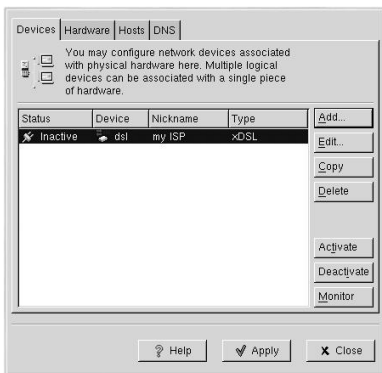 Devices Hardware Hosts DNS
You may configure network devices associated
with physical hardware here. Multiple logical
devices can be associated with a single piece
of hardware.
Status Device Nickname Type
Inactive dsl my ISP xDSL
Add...
Edit...
Copy
Delete
Activate
Deactivate
Monitor
Help Apply Close